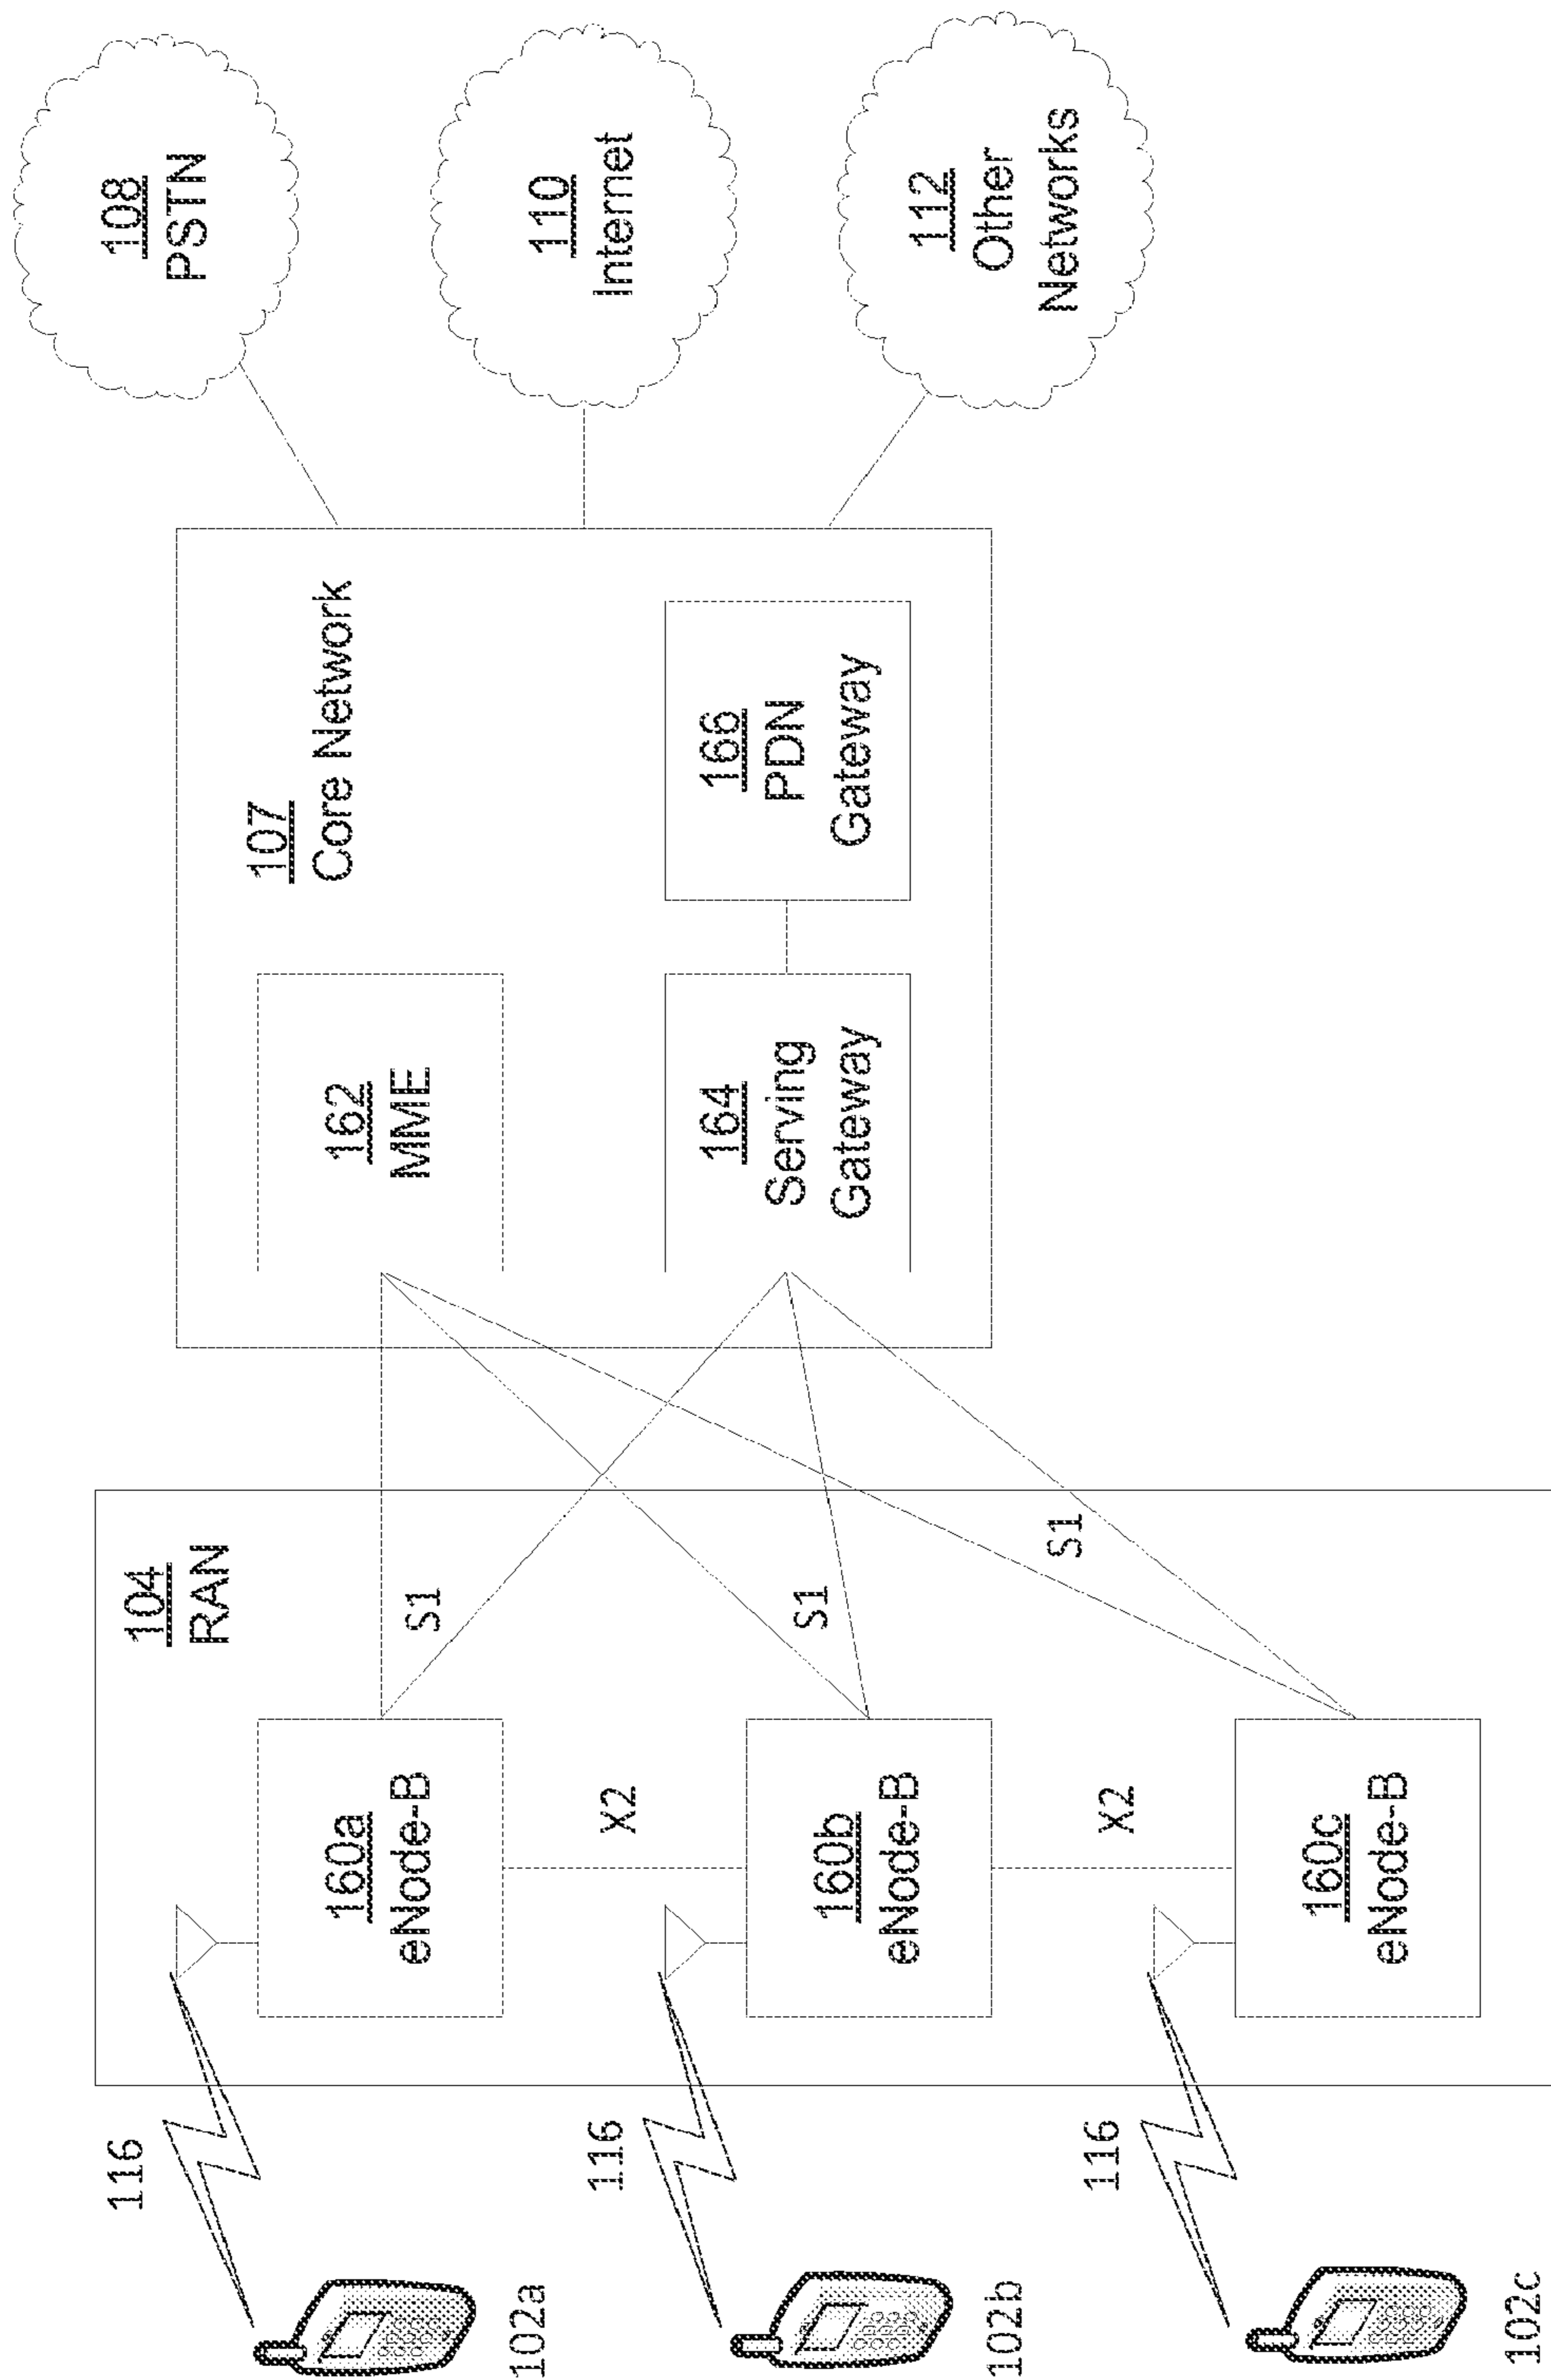 108
PSTN
110
Internet
112
Other
Networks
107
Core Network
162
MME
164
Serving
Gateway
166
PDN
Gateway
104
RAN
S1
S1
S1
160a
eNode-B
X2
160b
eNode-B
X2
160c
eNode-B
116
116
116
102a
102b
102c